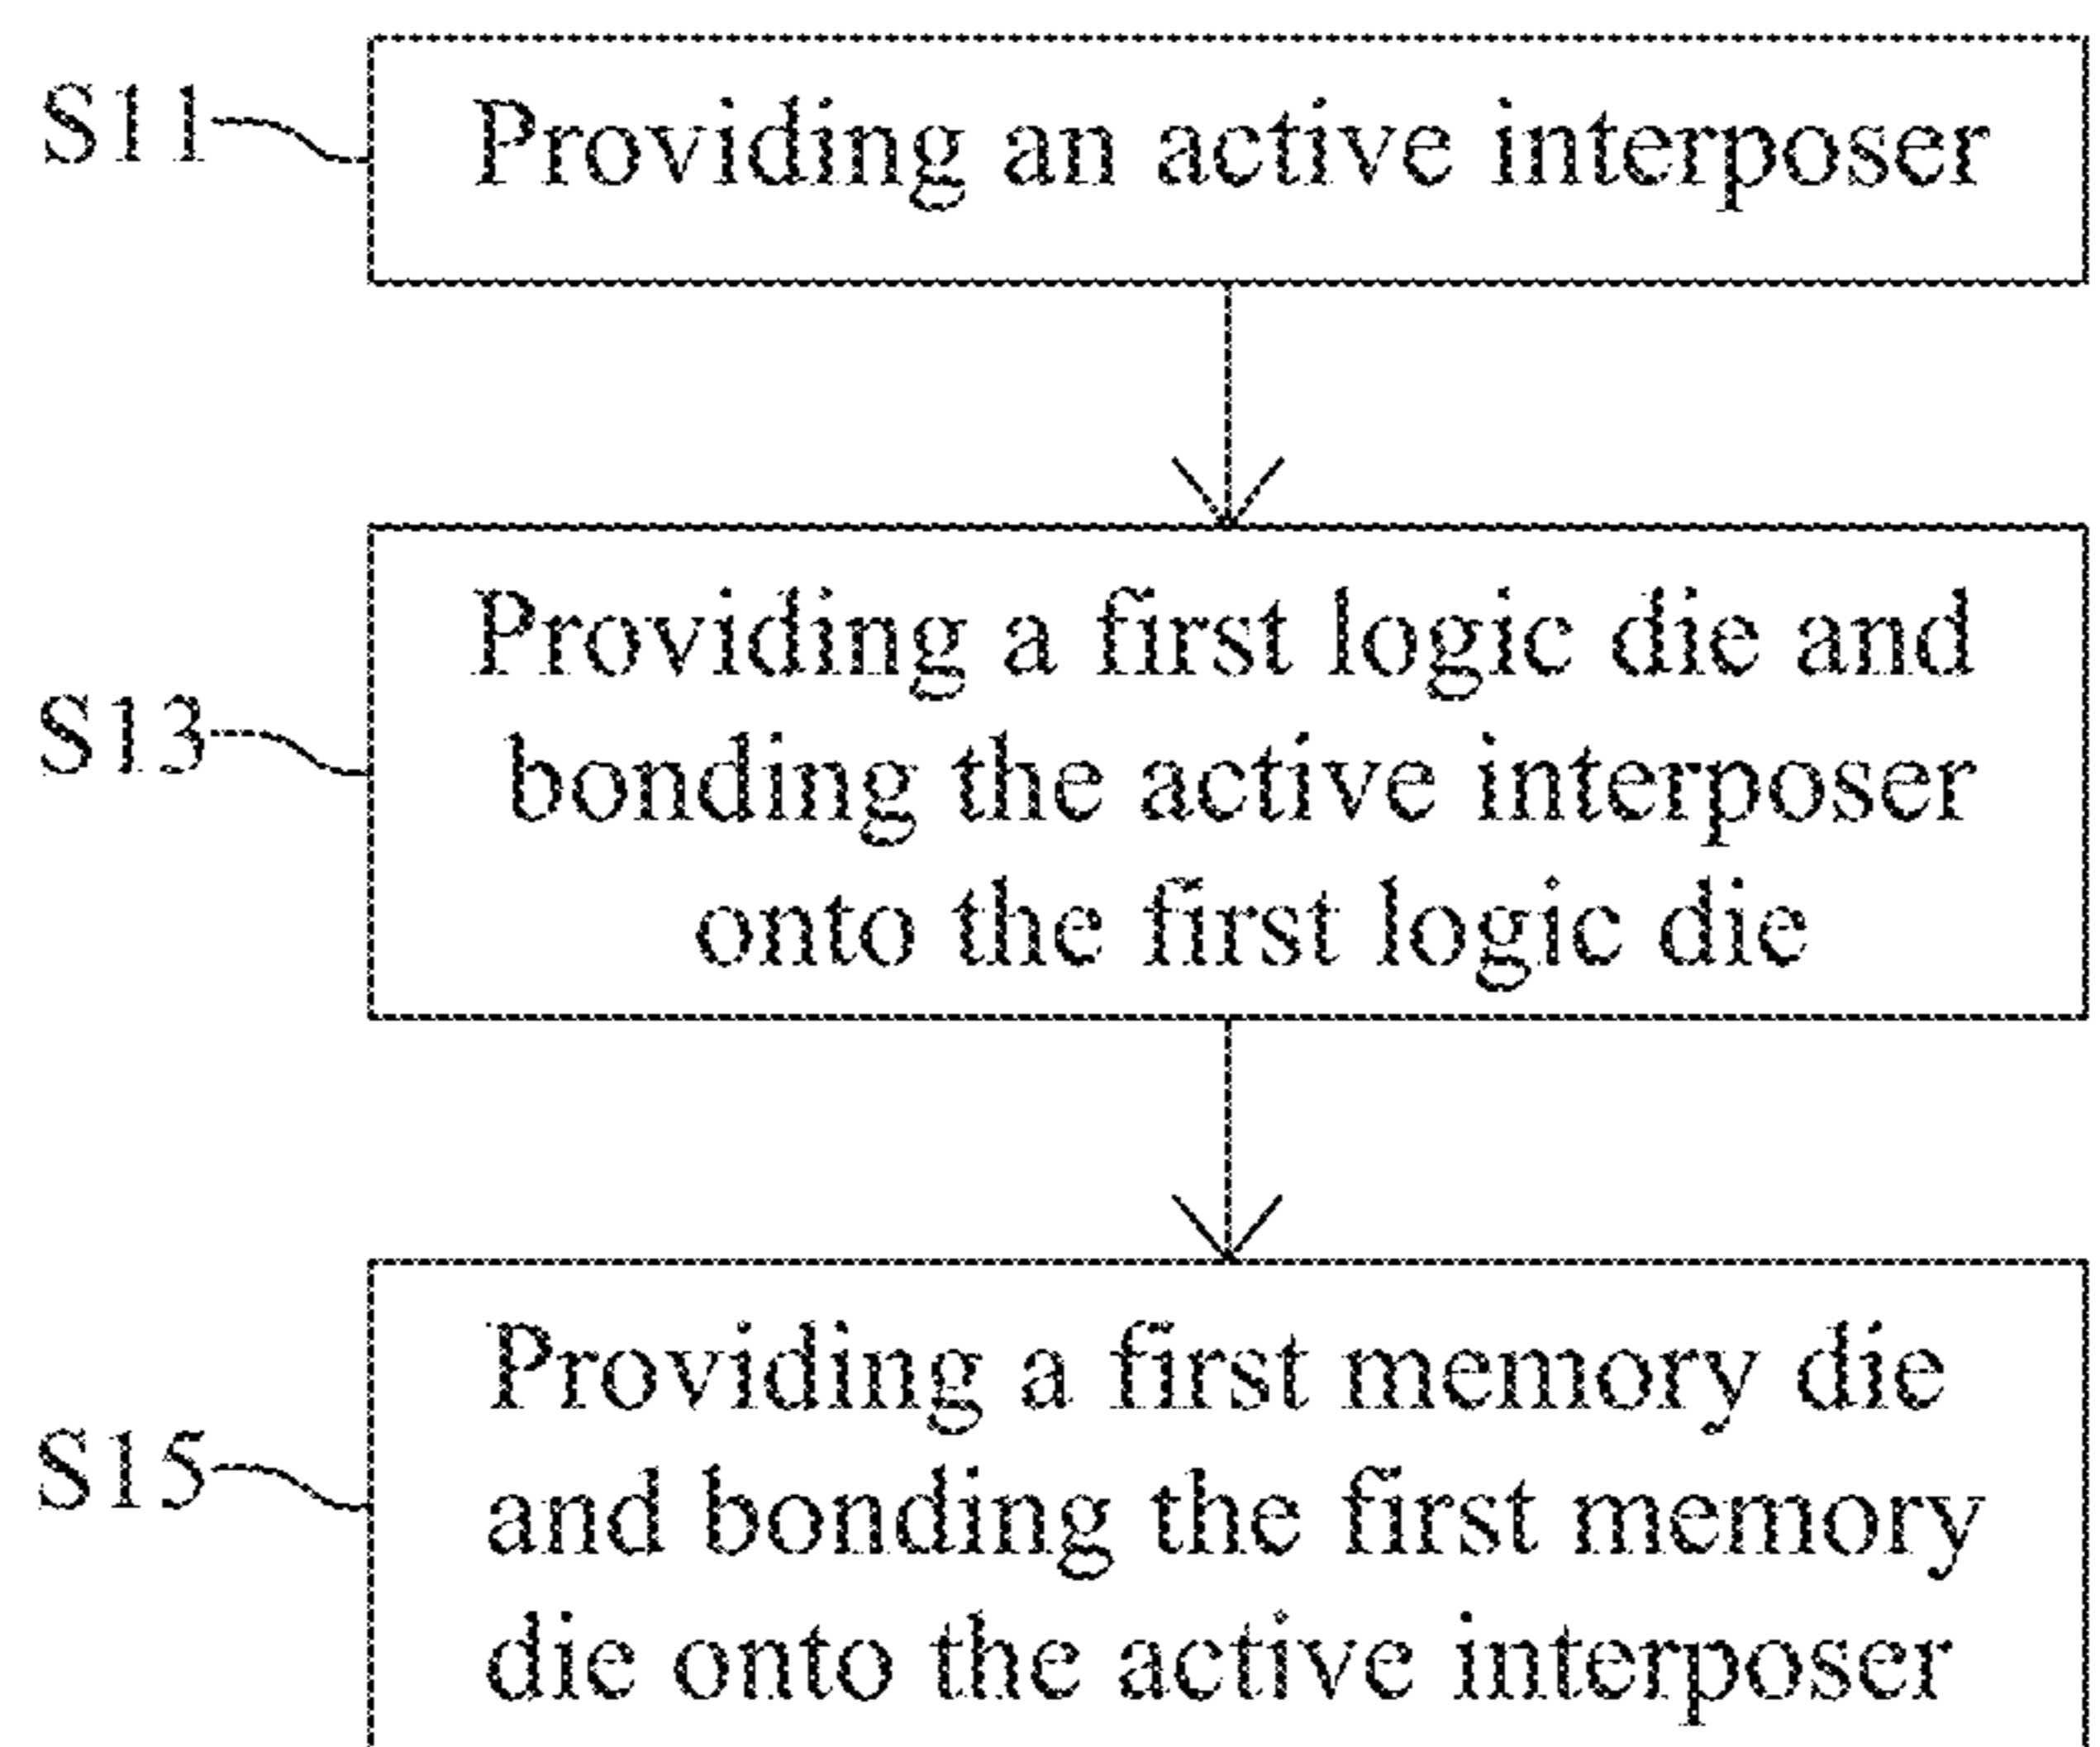 S11
Providing an active interposer
S13
Providing a first logic die and
bonding the active interposer
onto the first logic die
S15
Providing a first memory die
and bonding the first memory
die onto the active interposer